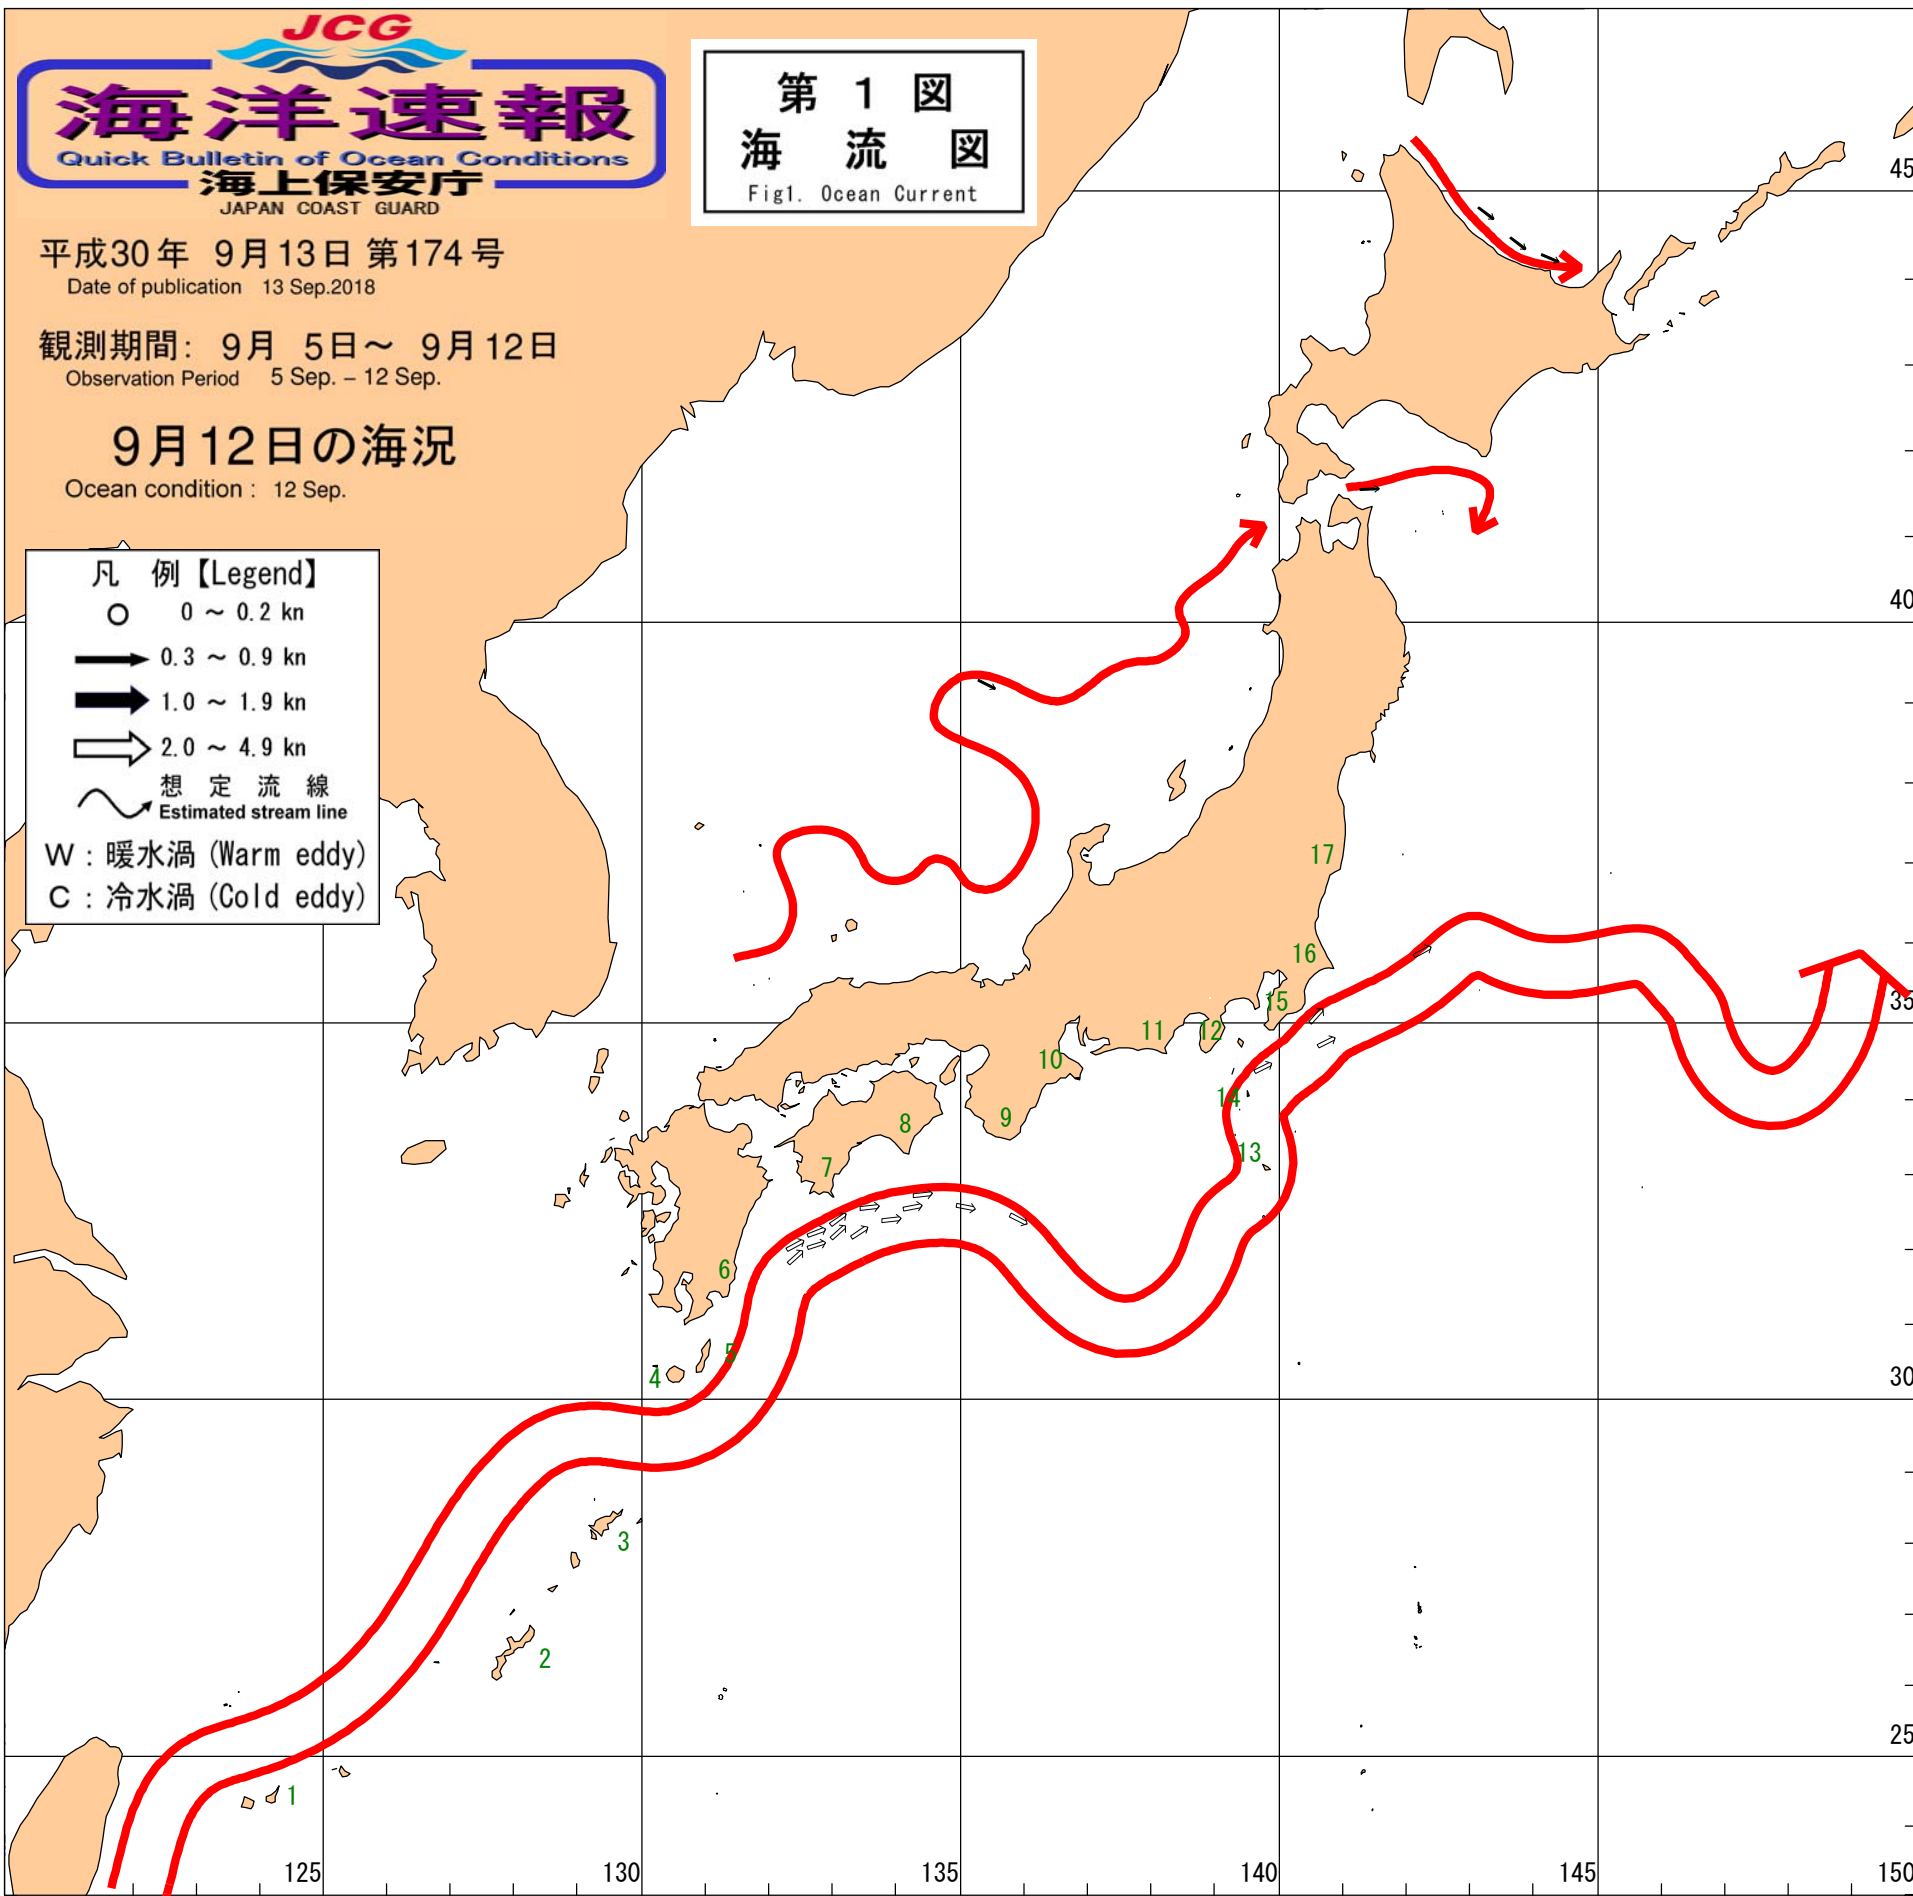 JCG
海洋速報
Quick Bulletin of Ocean Conditions
海上保安庁
JAPAN COAST GUARD
第 1 図
海 流 図
Fig1. Ocean Current
平成30年 9月13日 第174号
Date of publication 13 Sep.2018
観測期間: 9月 5日～ 9月12日
Observation Period 5 Sep. – 12 Sep.
9月12日の海況
Ocean condition : 12 Sep.
凡 例【Legend】
0 ～ 0.2 kn
0.3 ～ 0.9 kn
1.0 ～ 1.9 kn
2.0 ～ 4.9 kn
想 定 流 線
Estimated stream line
W : 暖水渦 (Warm eddy)
C : 冷水渦 (Cold eddy)
45
40
17
16
15
35
12
11
10
14
9
8
13
7
6
5
4
30
3
2
25
1
125
130
135
140
145
150